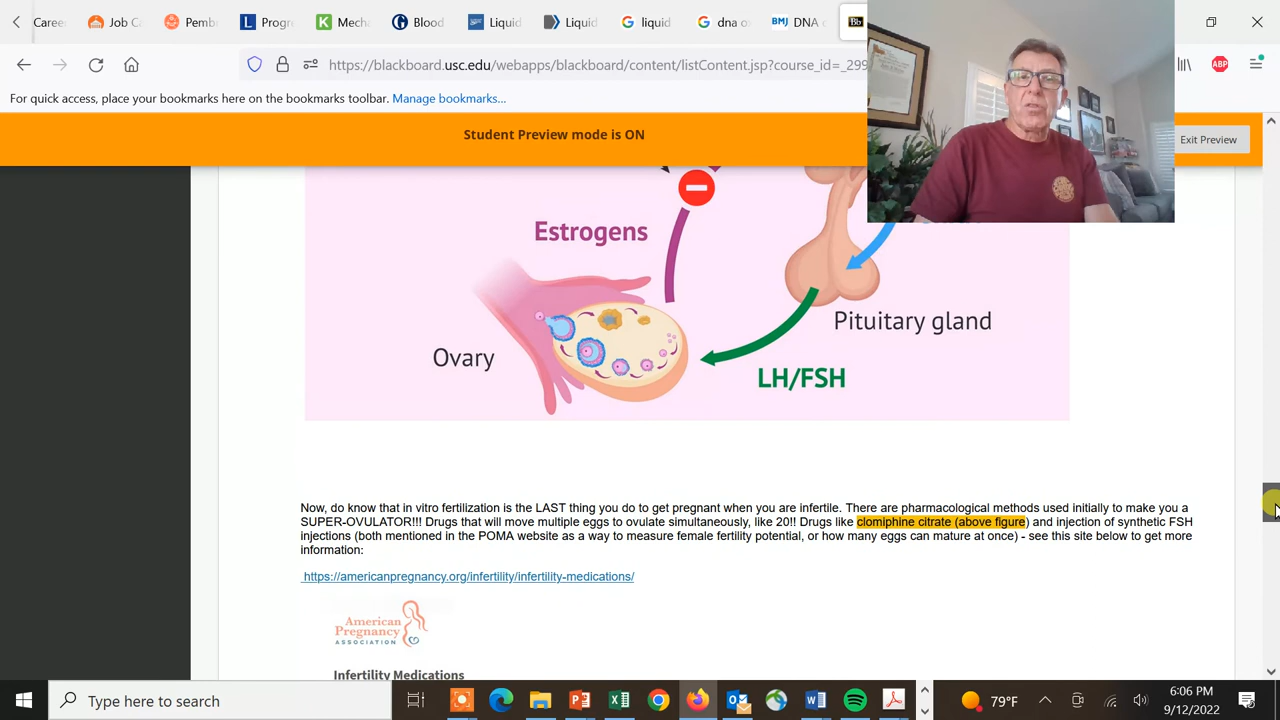 Career
Job C
Pemb
Progr
Mech
Blood
Liquid
Liquid
liquid
dna o
DNA
https://blackboard.usc.edu/webapps/blackboard/content/listContent.jsp?course_id=_299
For quick access, place your bookmarks here on the bookmarks toolbar. Manage bookmarks...
Student Preview mode is ON
Exit Preview
Estrogens
Pituitary gland
Ovary
LH/FSH
Now, do know that in vitro fertilization is the LAST thing you do to get pregnant when you are infertile. There are pharmacological methods used initially to make you a
SUPER-OVULATOR!!! Drugs that will move multiple eggs to ovulate simultaneously, like 20!! Drugs like clomiphine citrate (above figure) and injection of synthetic FSH
injections (both mentioned in the POMA website as a way to measure female fertility potential, or how many eggs can mature at once) - see this site below to get more
information:
https://americanpregnancy.org/infertility/infertility-medications/
American
Pregnancy
ASSOCIATION
Infertility Medications
Type here to search
79°F
6:06 PM
9/12/2022